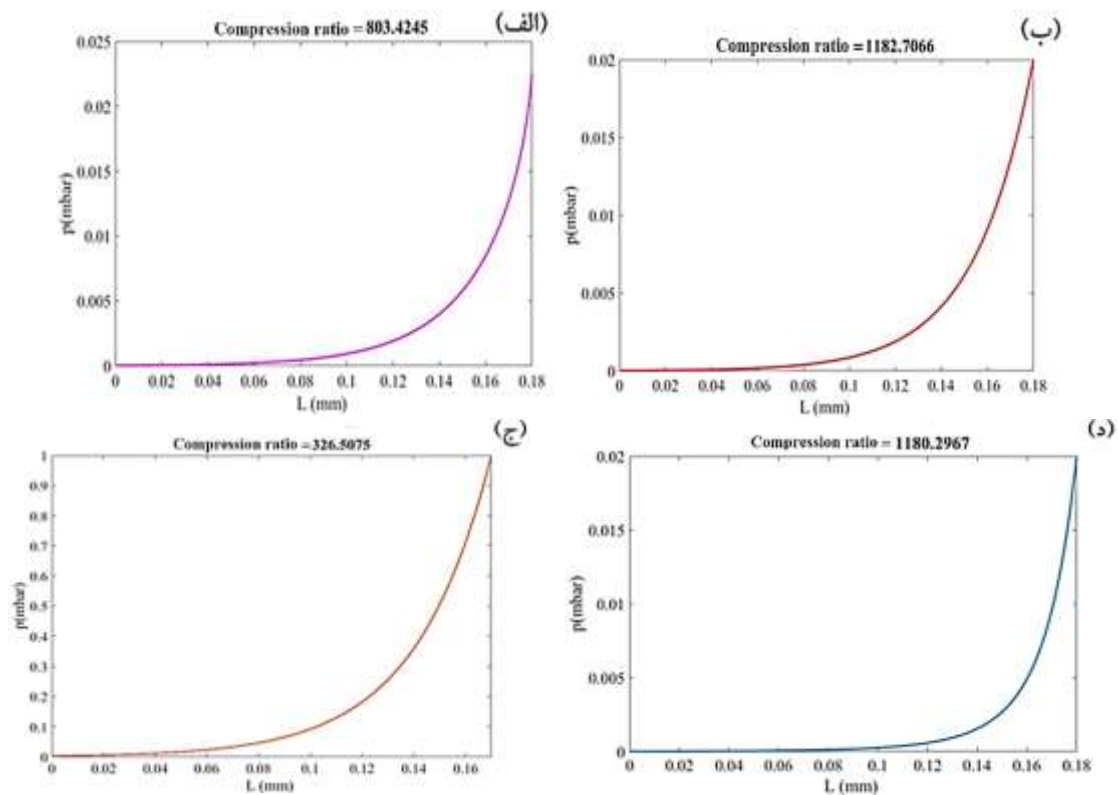 (الف)
Compression ratio = 803.4245
0.025
0.02
0.015
0.01
0.005
0
p(mbar)
0 0.02 0.04 0.06 0.08 0.1 0.12 0.14 0.16 0.18
L (mm)
(ب)
Compression ratio = 1182.7066
0.02
0.015
0.01
0.005
0
p(mbar)
0 0.02 0.04 0.06 0.08 0.1 0.12 0.14 0.16 0.18
L (mm)
(ج)
Compression ratio = 326.5075
1
0.9
0.8
0.7
0.6
0.5
0.4
0.3
0.2
0.1
0
p(mbar)
0 0.02 0.04 0.06 0.08 0.1 0.12 0.14 0.16
L (mm)
(د)
Compression ratio = 1180.2967
0.02
0.015
0.01
0.005
0
p(mbar)
0 0.02 0.04 0.06 0.08 0.1 0.12 0.14 0.16 0.18
L (mm)